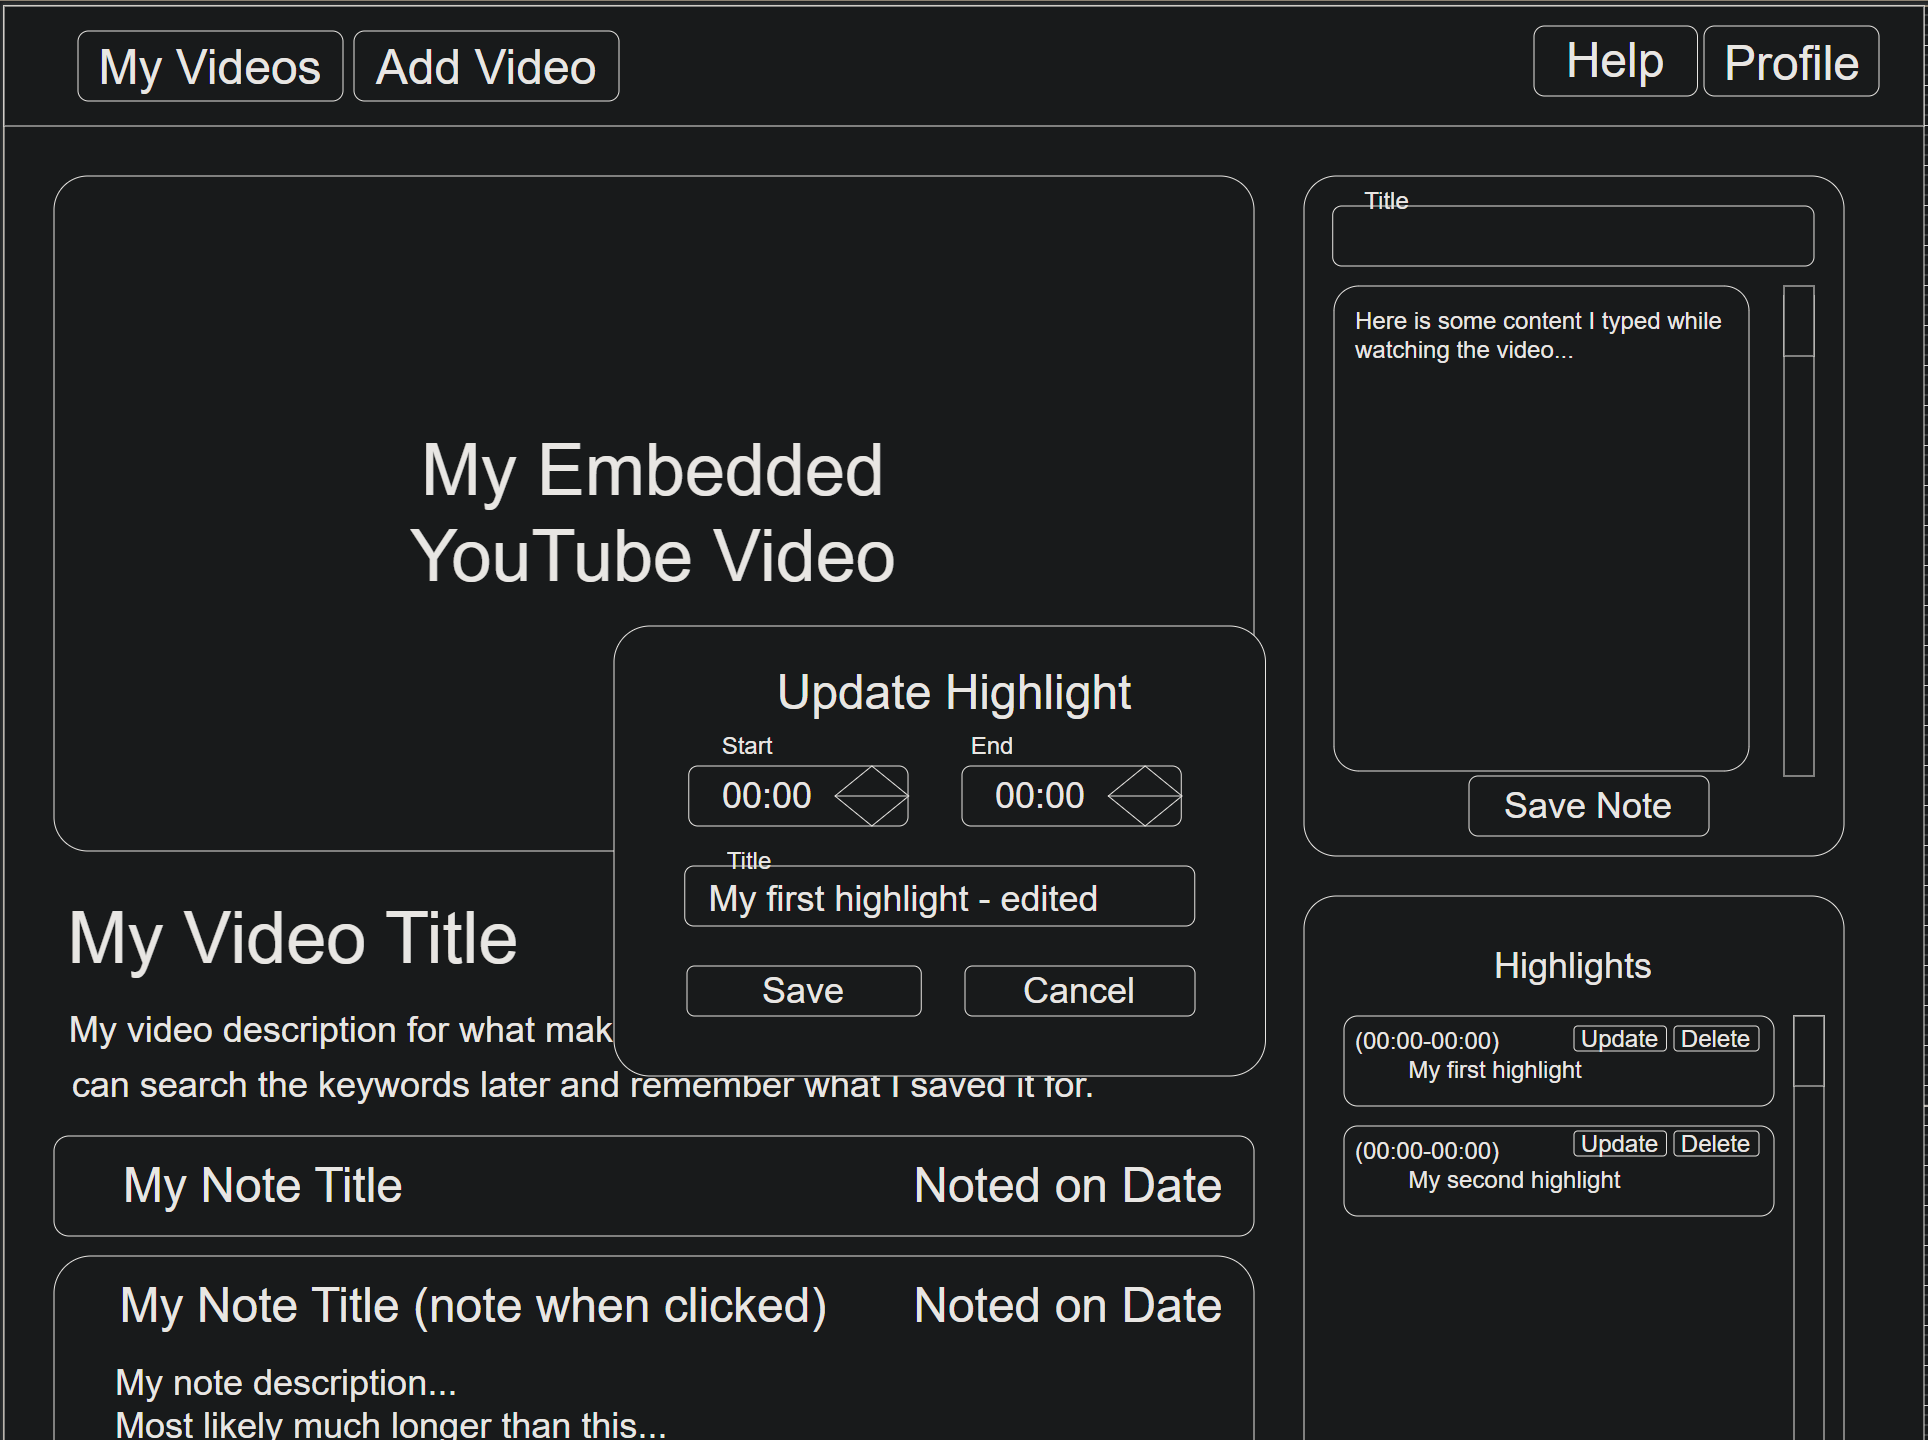 My Videos
Add Video
Help
Profile
My Embedded
YouTube Video
Title
Here is some content I typed while
watching the video...
Save Note
Update Highlight
Start
End
00:00
00:00
Title
My first highlight - edited
Save
Cancel
My Video Title
My video description for what mak
can search the keywords later and remember what I saved it for.
My Note Title
Noted on Date
My Note Title (note when clicked)
Noted on Date
My note description...
Most likely much longer than this...
Highlights
(00:00-00:00)
Update
Delete
My first highlight
(00:00-00:00)
Update
Delete
My second highlight